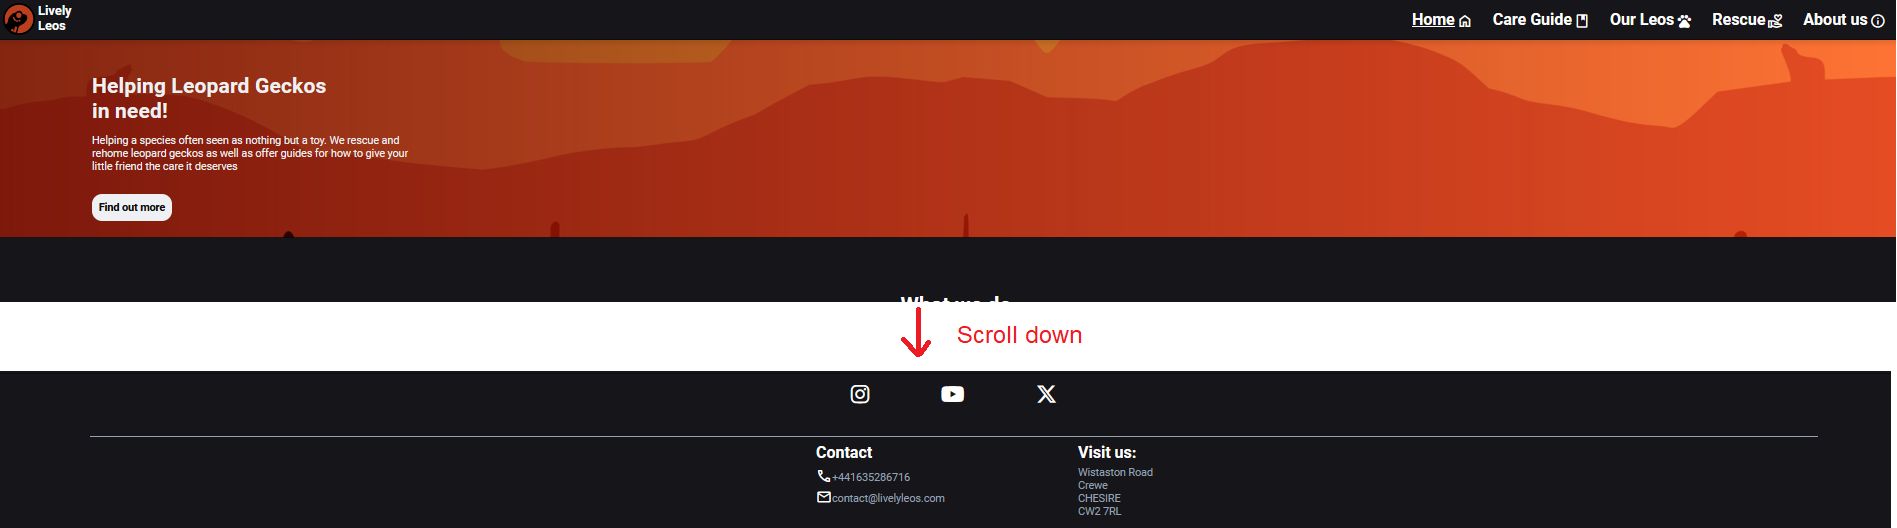 Lively
Leos
Home
Care Guide
Our Leos
Rescue
About us
Helping Leopard Geckos
in need!
Helping a species often seen as nothing but a toy. We rescue and
rehome leopard geckos as well as offer guides for how to give your
little friend the care it deserves
Find out more
What we do
Scroll down
Contact
+441635286716
contact@livelyleos.com
Visit us:
Wistaston Road
Crewe
CHESIRE
CW2 7RL